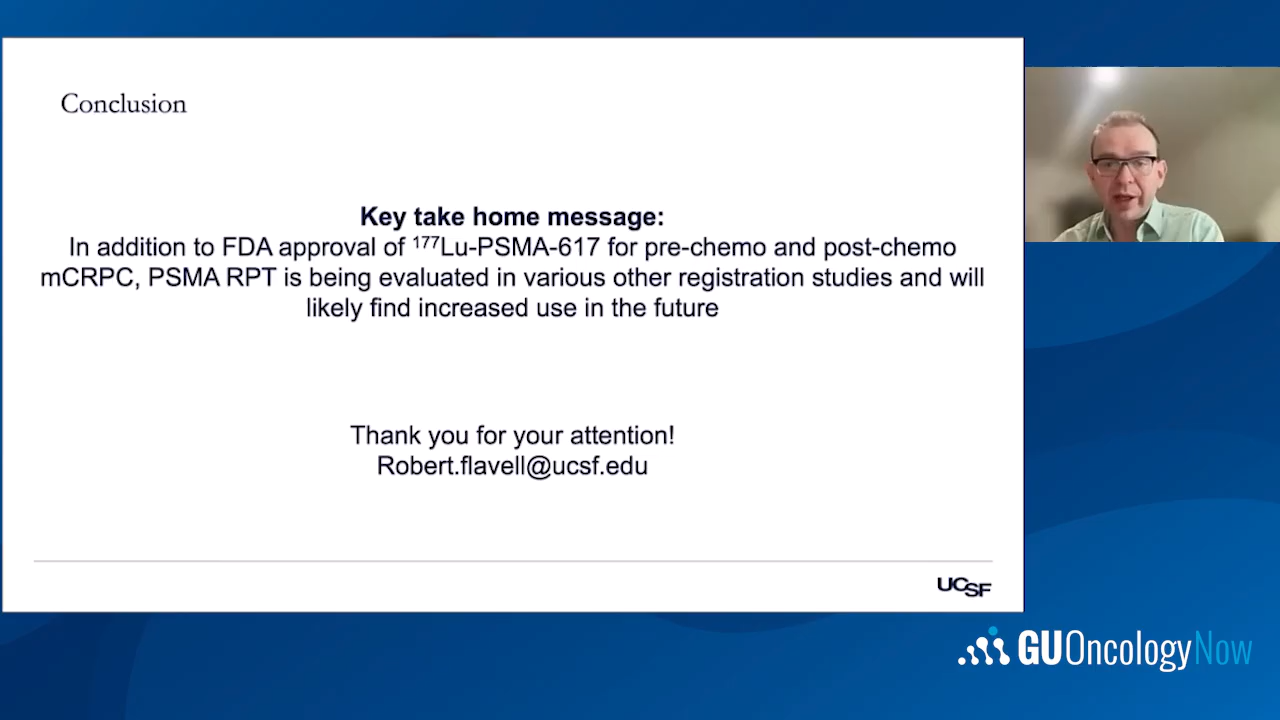 Conclusion
Key take home message:
In addition to FDA approval of ¹⁷⁷Lu-PSMA-617 for pre-chemo and post-chemo
mCRPC, PSMA RPT is being evaluated in various other registration studies and will
likely find increased use in the future
Thank you for your attention!
Robert.flavell@ucsf.edu
UCSF
GUOncologyNow